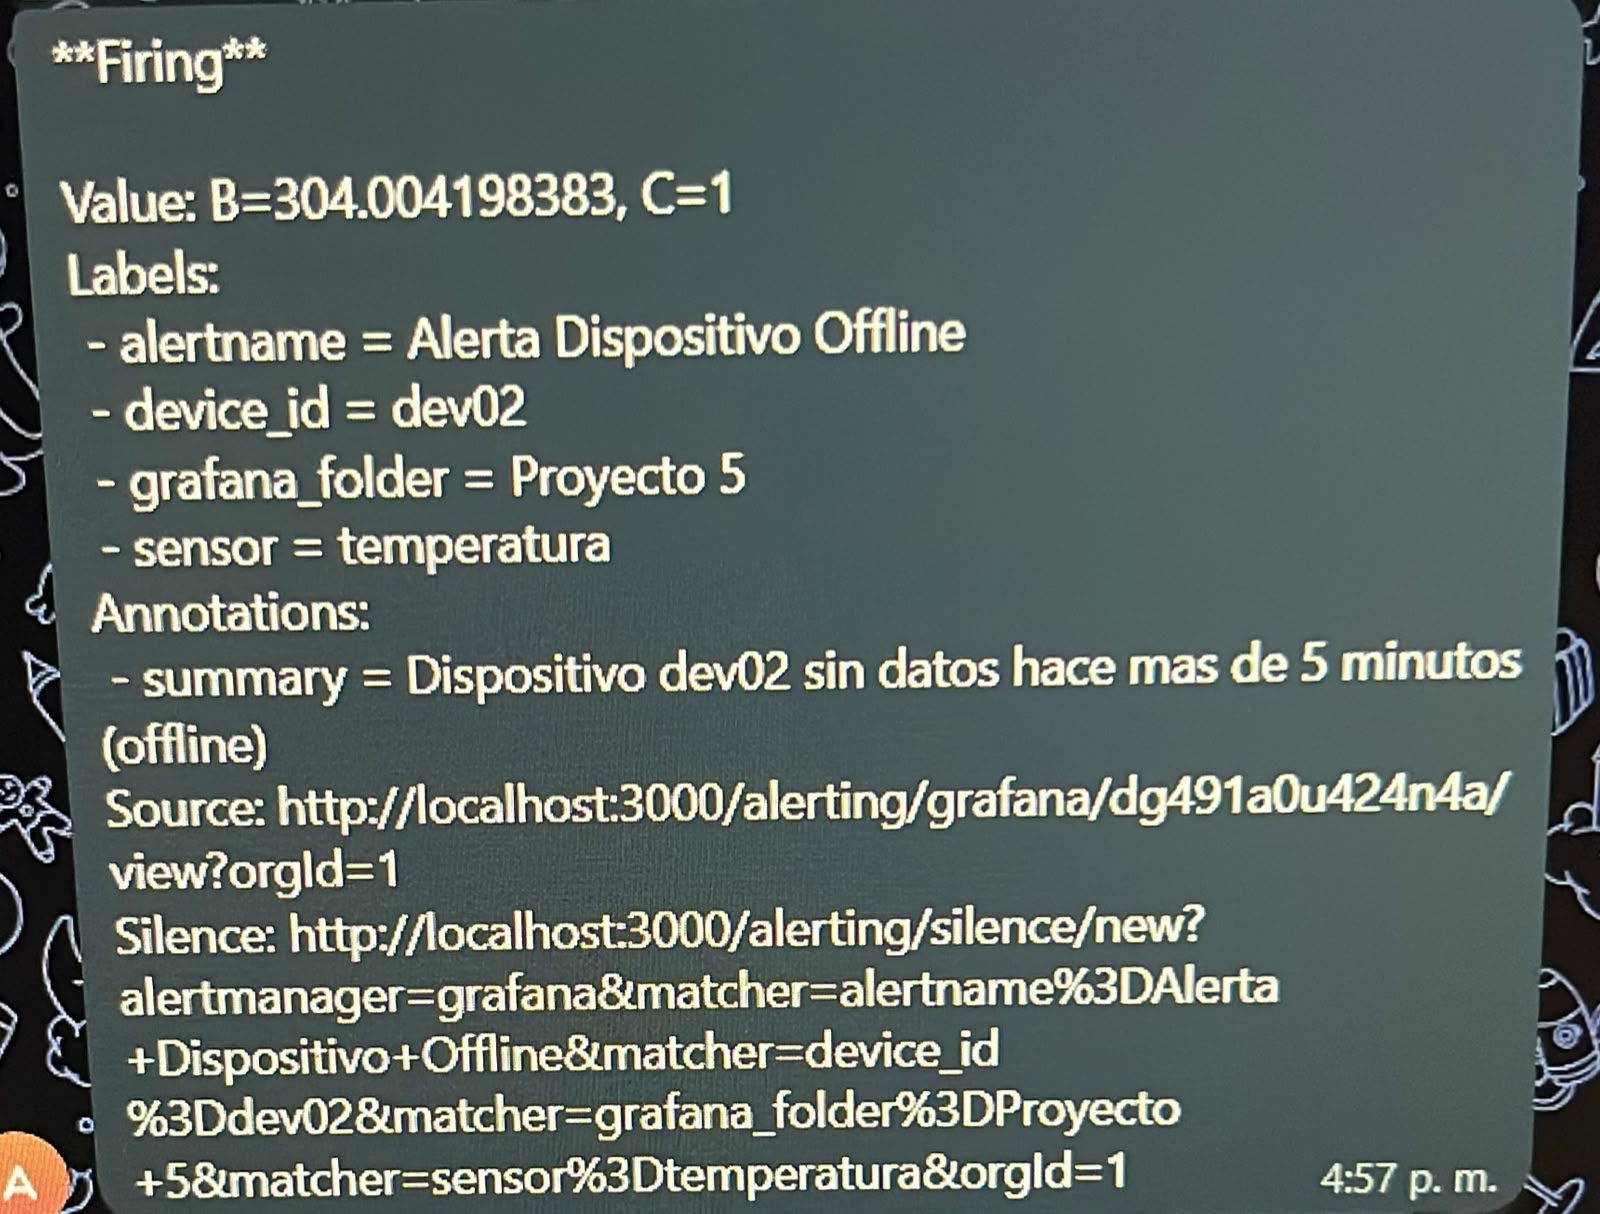 **Firing**
Value: B=304.004198383, C=1
Labels:
- alertname = Alerta Dispositivo Offline
- device_id = dev02
- grafana_folder = Proyecto 5
- sensor = temperatura
Annotations:
- summary = Dispositivo dev02 sin datos hace mas de 5 minutos
(offline)
Source: http://localhost:3000/alerting/grafana/dg491a0u424n4a/
view?orgId=1
Silence: http://localhost:3000/alerting/silence/new?
alertmanager=grafana&matcher=alertname%3DAlerta
+Dispositivo+Offline&matcher=device_id
%3Ddev02&matcher=grafana_folder%3DProyecto
+5&matcher=sensor%3Dtemperatura&orgId=1
4:57 p. m.
A